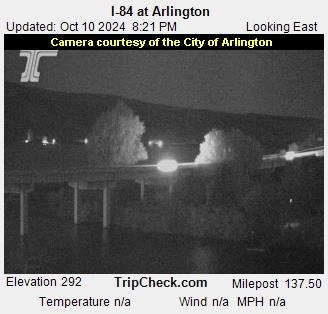 I-84 at Arlington
Updated: Oct 10 2024 8:21 PM Looking East
Camera courtesy of the City of Arlington
Elevation 292 TripCheck.com Milepost 137.50
Temperature n/a Wind n/a MPH n/a